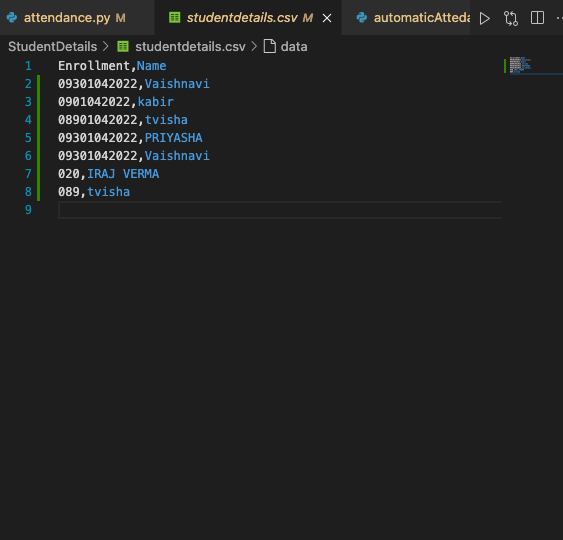 attendance.py M studentdetails.csv M automaticAtteda
StudentDetails > studentdetails.csv > data
1 Enrollment,Name
2 09301042022,Vaishnavi
3 0901042022,kabir
4 08901042022,tvisha
5 09301042022,PRIYASHA
6 09301042022,Vaishnavi
7 020,IRAJ VERMA
8 089,tvisha
9